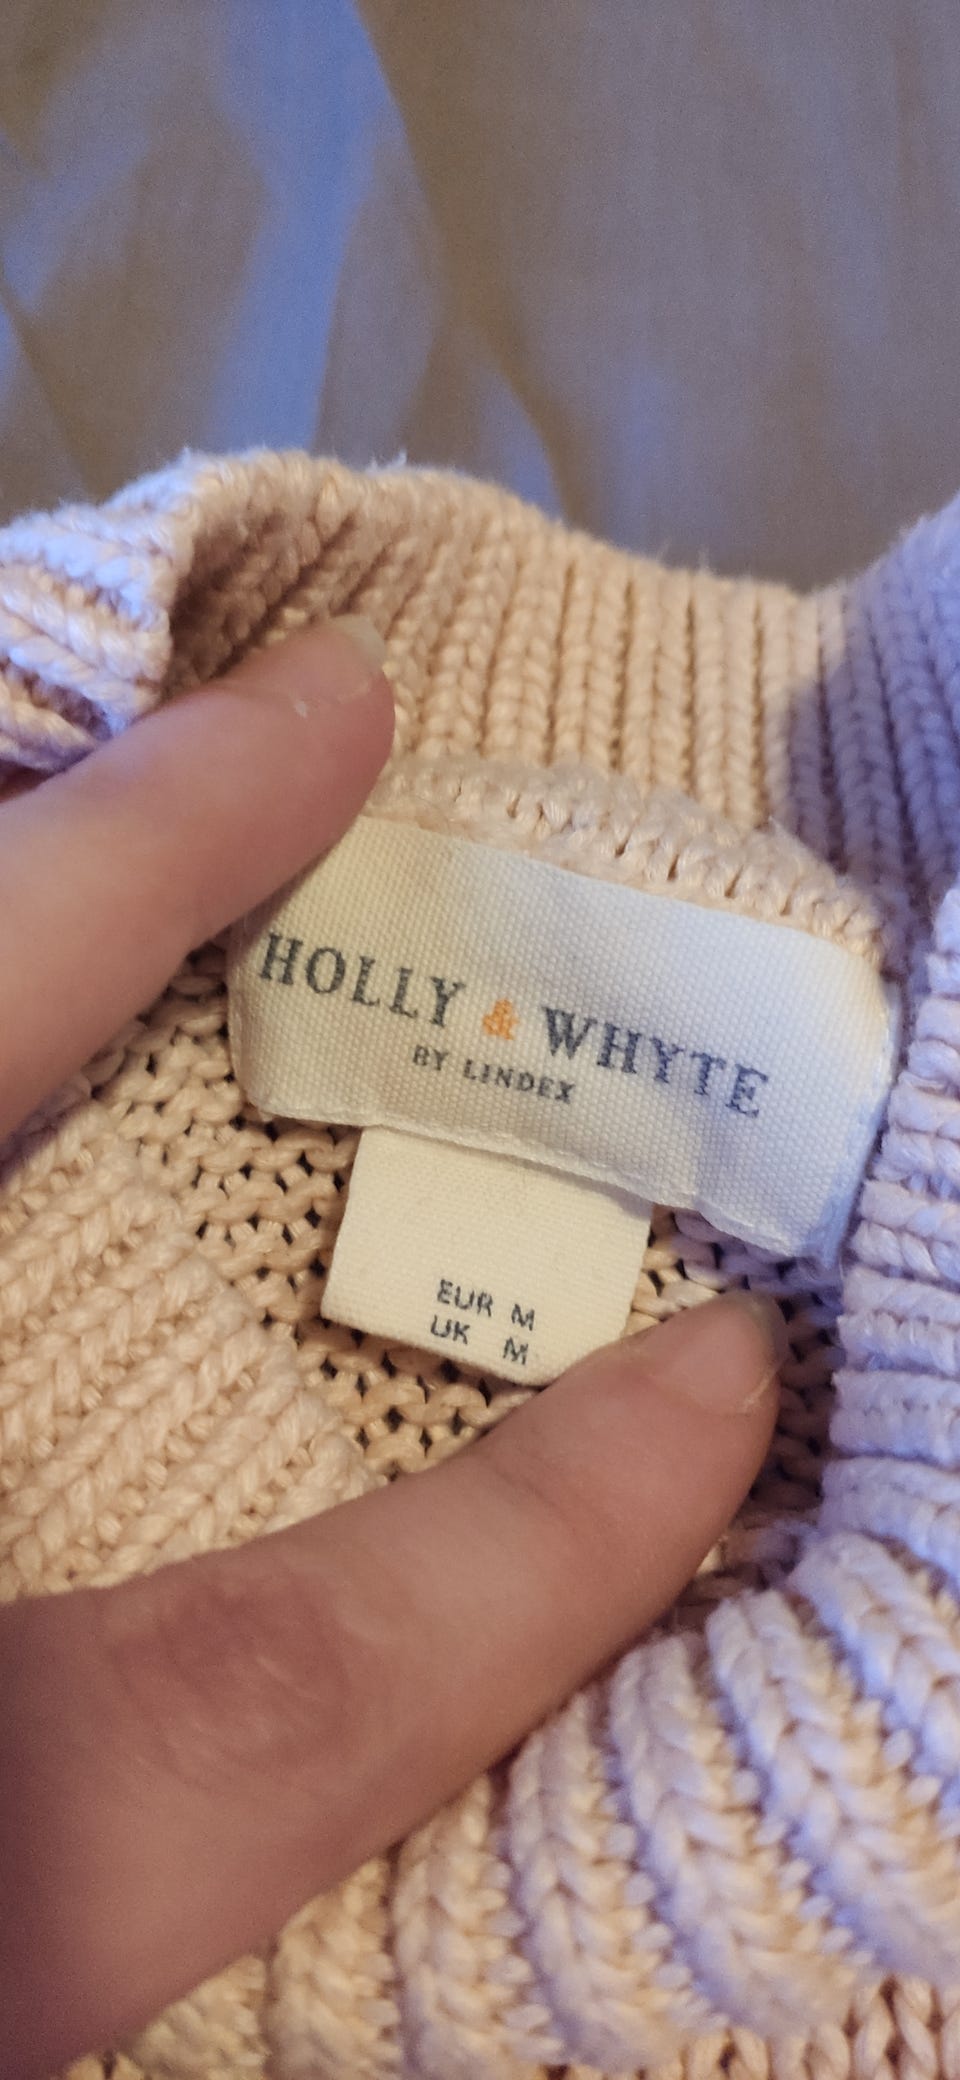 HOLLY & WHYTE
BY LINDEX
EUR M
UK M